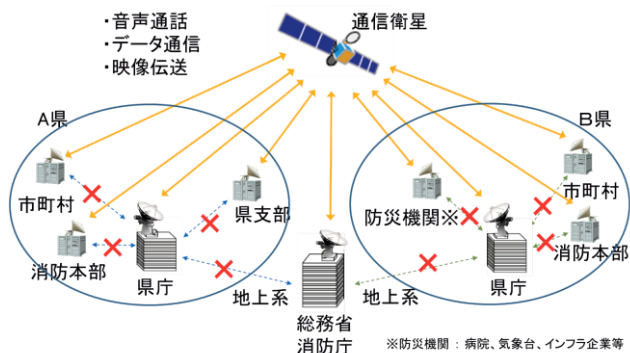 ・音声通話
・データ通信
・映像伝送
通信衛星
A県
B県
市町村
県支部
防災機関※
市町村
消防本部
県庁
県庁
消防本部
地上系
地上系
総務省
消防庁
※防災機関 : 病院、気象台、インフラ企業等